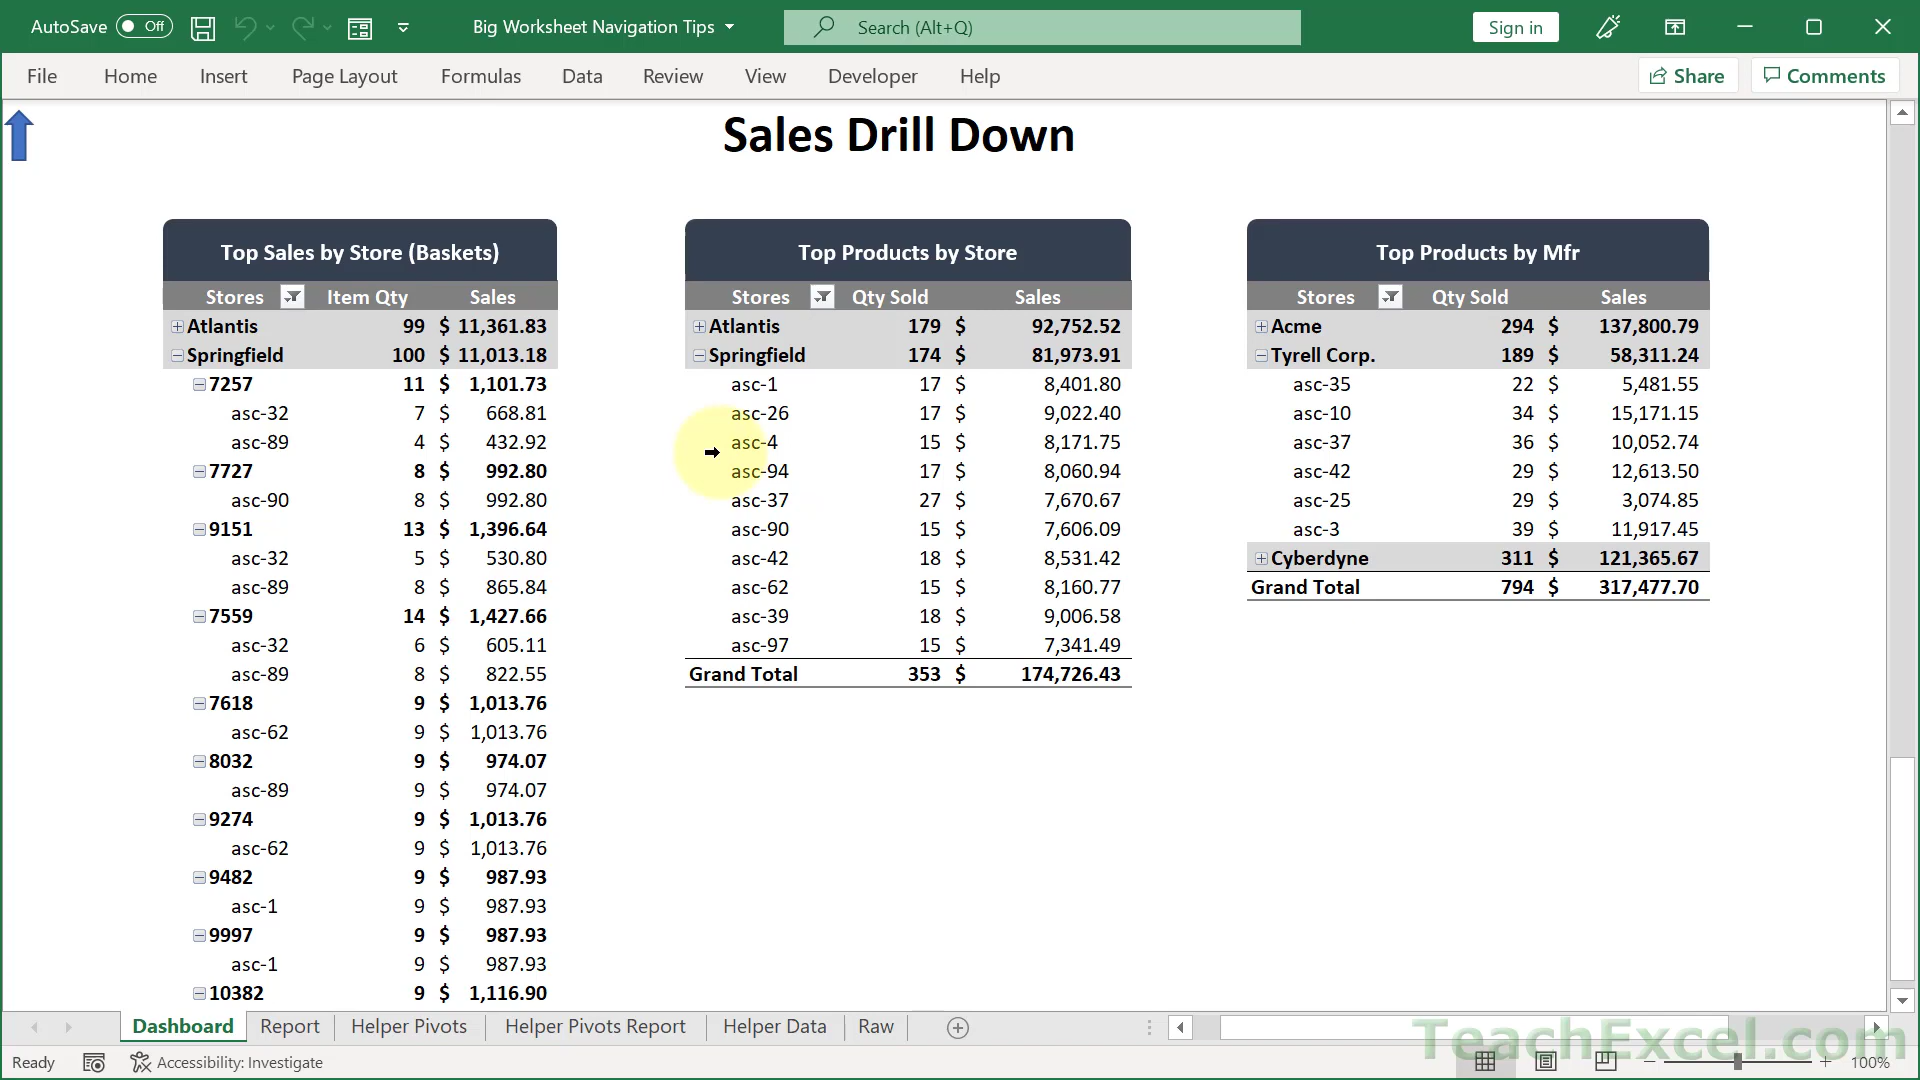 AutoSave Off Big Worksheet Navigation Tips Search (Alt+Q) Sign in
File Home Insert Page Layout Formulas Data Review View Developer Help Share Comments
Sales Drill Down
Top Sales by Store (Baskets)
Stores Item Qty Sales
Atlantis 99 $ 11,361.83
Springfield 100 $ 11,013.18
7257 11 $ 1,101.73
asc-32 7 $ 668.81
asc-89 4 $ 432.92
7727 8 $ 992.80
asc-90 8 $ 992.80
9151 13 $ 1,396.64
asc-32 5 $ 530.80
asc-89 8 $ 865.84
7559 14 $ 1,427.66
asc-32 6 $ 605.11
asc-89 8 $ 822.55
7618 9 $ 1,013.76
asc-62 9 $ 1,013.76
8032 9 $ 974.07
asc-89 9 $ 974.07
9274 9 $ 1,013.76
asc-62 9 $ 1,013.76
9482 9 $ 987.93
asc-1 9 $ 987.93
9997 9 $ 987.93
asc-1 9 $ 987.93
10382 9 $ 1,116.90
Top Products by Store
Stores Qty Sold Sales
Atlantis 179 $ 92,752.52
Springfield 174 $ 81,973.91
asc-1 17 $ 8,401.80
asc-26 17 $ 9,022.40
asc-4 15 $ 8,171.75
asc-94 17 $ 8,060.94
asc-37 27 $ 7,670.67
asc-90 15 $ 7,606.09
asc-42 18 $ 8,531.42
asc-62 15 $ 8,160.77
asc-39 18 $ 9,006.58
asc-97 15 $ 7,341.49
Grand Total 353 $ 174,726.43
Top Products by Mfr
Stores Qty Sold Sales
Acme 294 $ 137,800.79
Tyrell Corp. 189 $ 58,311.24
asc-35 22 $ 5,481.55
asc-10 34 $ 15,171.15
asc-37 36 $ 10,052.74
asc-42 29 $ 12,613.50
asc-25 29 $ 3,074.85
asc-3 39 $ 11,917.45
Cyberdyne 311 $ 121,365.67
Grand Total 794 $ 317,477.70
Dashboard Report Helper Pivots Helper Pivots Report Helper Data Raw
TeachExcel.com
Ready Accessibility: Investigate 100%